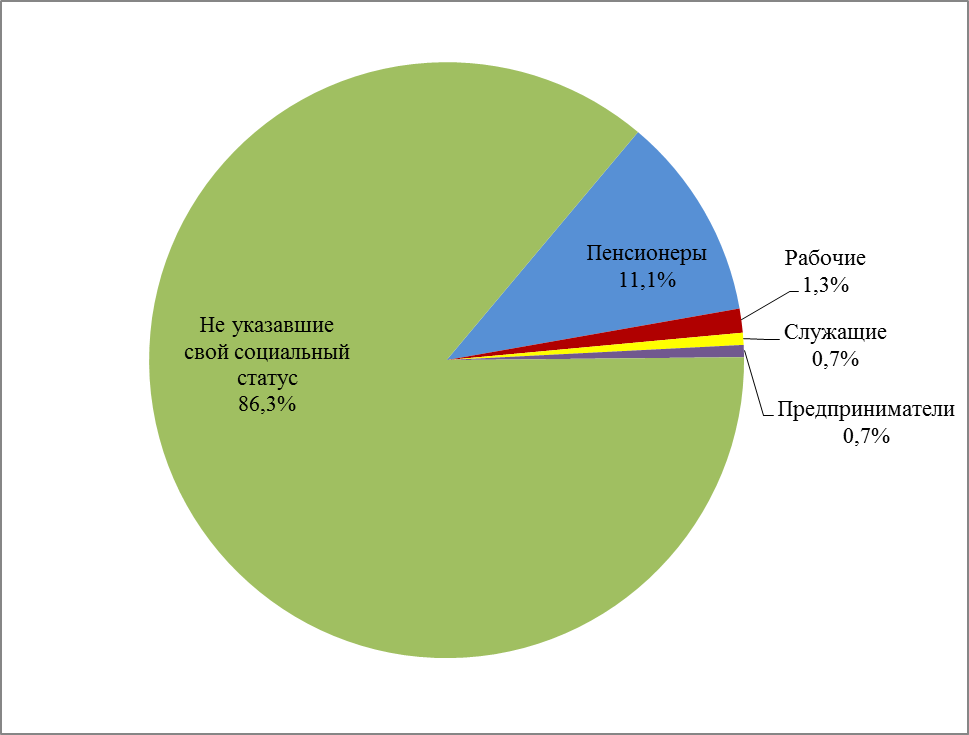 Пенсионеры
11,1%
Рабочие
1,3%
Служащие
0,7%
Предприниматели
0,7%
Не указавшие
свой социальный
статус
86,3%